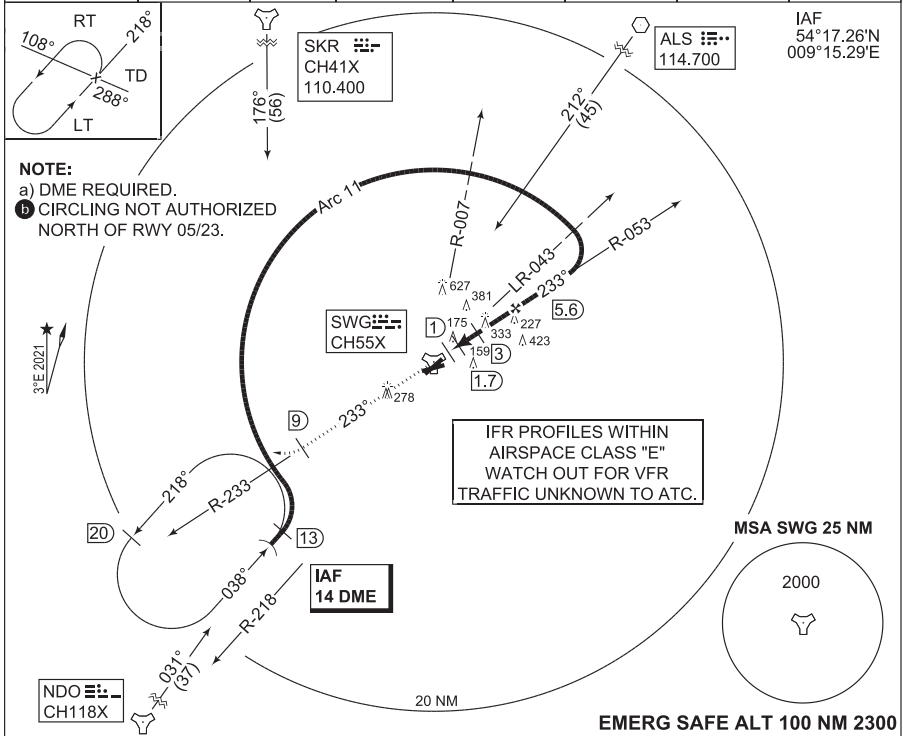 RT
108°
218°
TD
288°
LT
SKR
CH41X
110.400
176°
(56)
ALS
114.700
212°
(45)
IAF
54°17.26'N
009°15.29'E
NOTE:
a) DME REQUIRED.
b CIRCLING NOT AUTHORIZED
NORTH OF RWY 05/23.
Arc 11
R-007
LR-043
R-053
233°
5.6
627
381
SWG
CH55X
1
175
333
227
423
159
3
1.7
3°E 2021
278
233°
9
IFR PROFILES WITHIN
AIRSPACE CLASS "E"
WATCH OUT FOR VFR
TRAFFIC UNKNOWN TO ATC.
218°
R-233
20
13
038°
IAF
14 DME
R-218
MSA SWG 25 NM
2000
031°
(37)
NDO
CH118X
20 NM
EMERG SAFE ALT 100 NM 2300